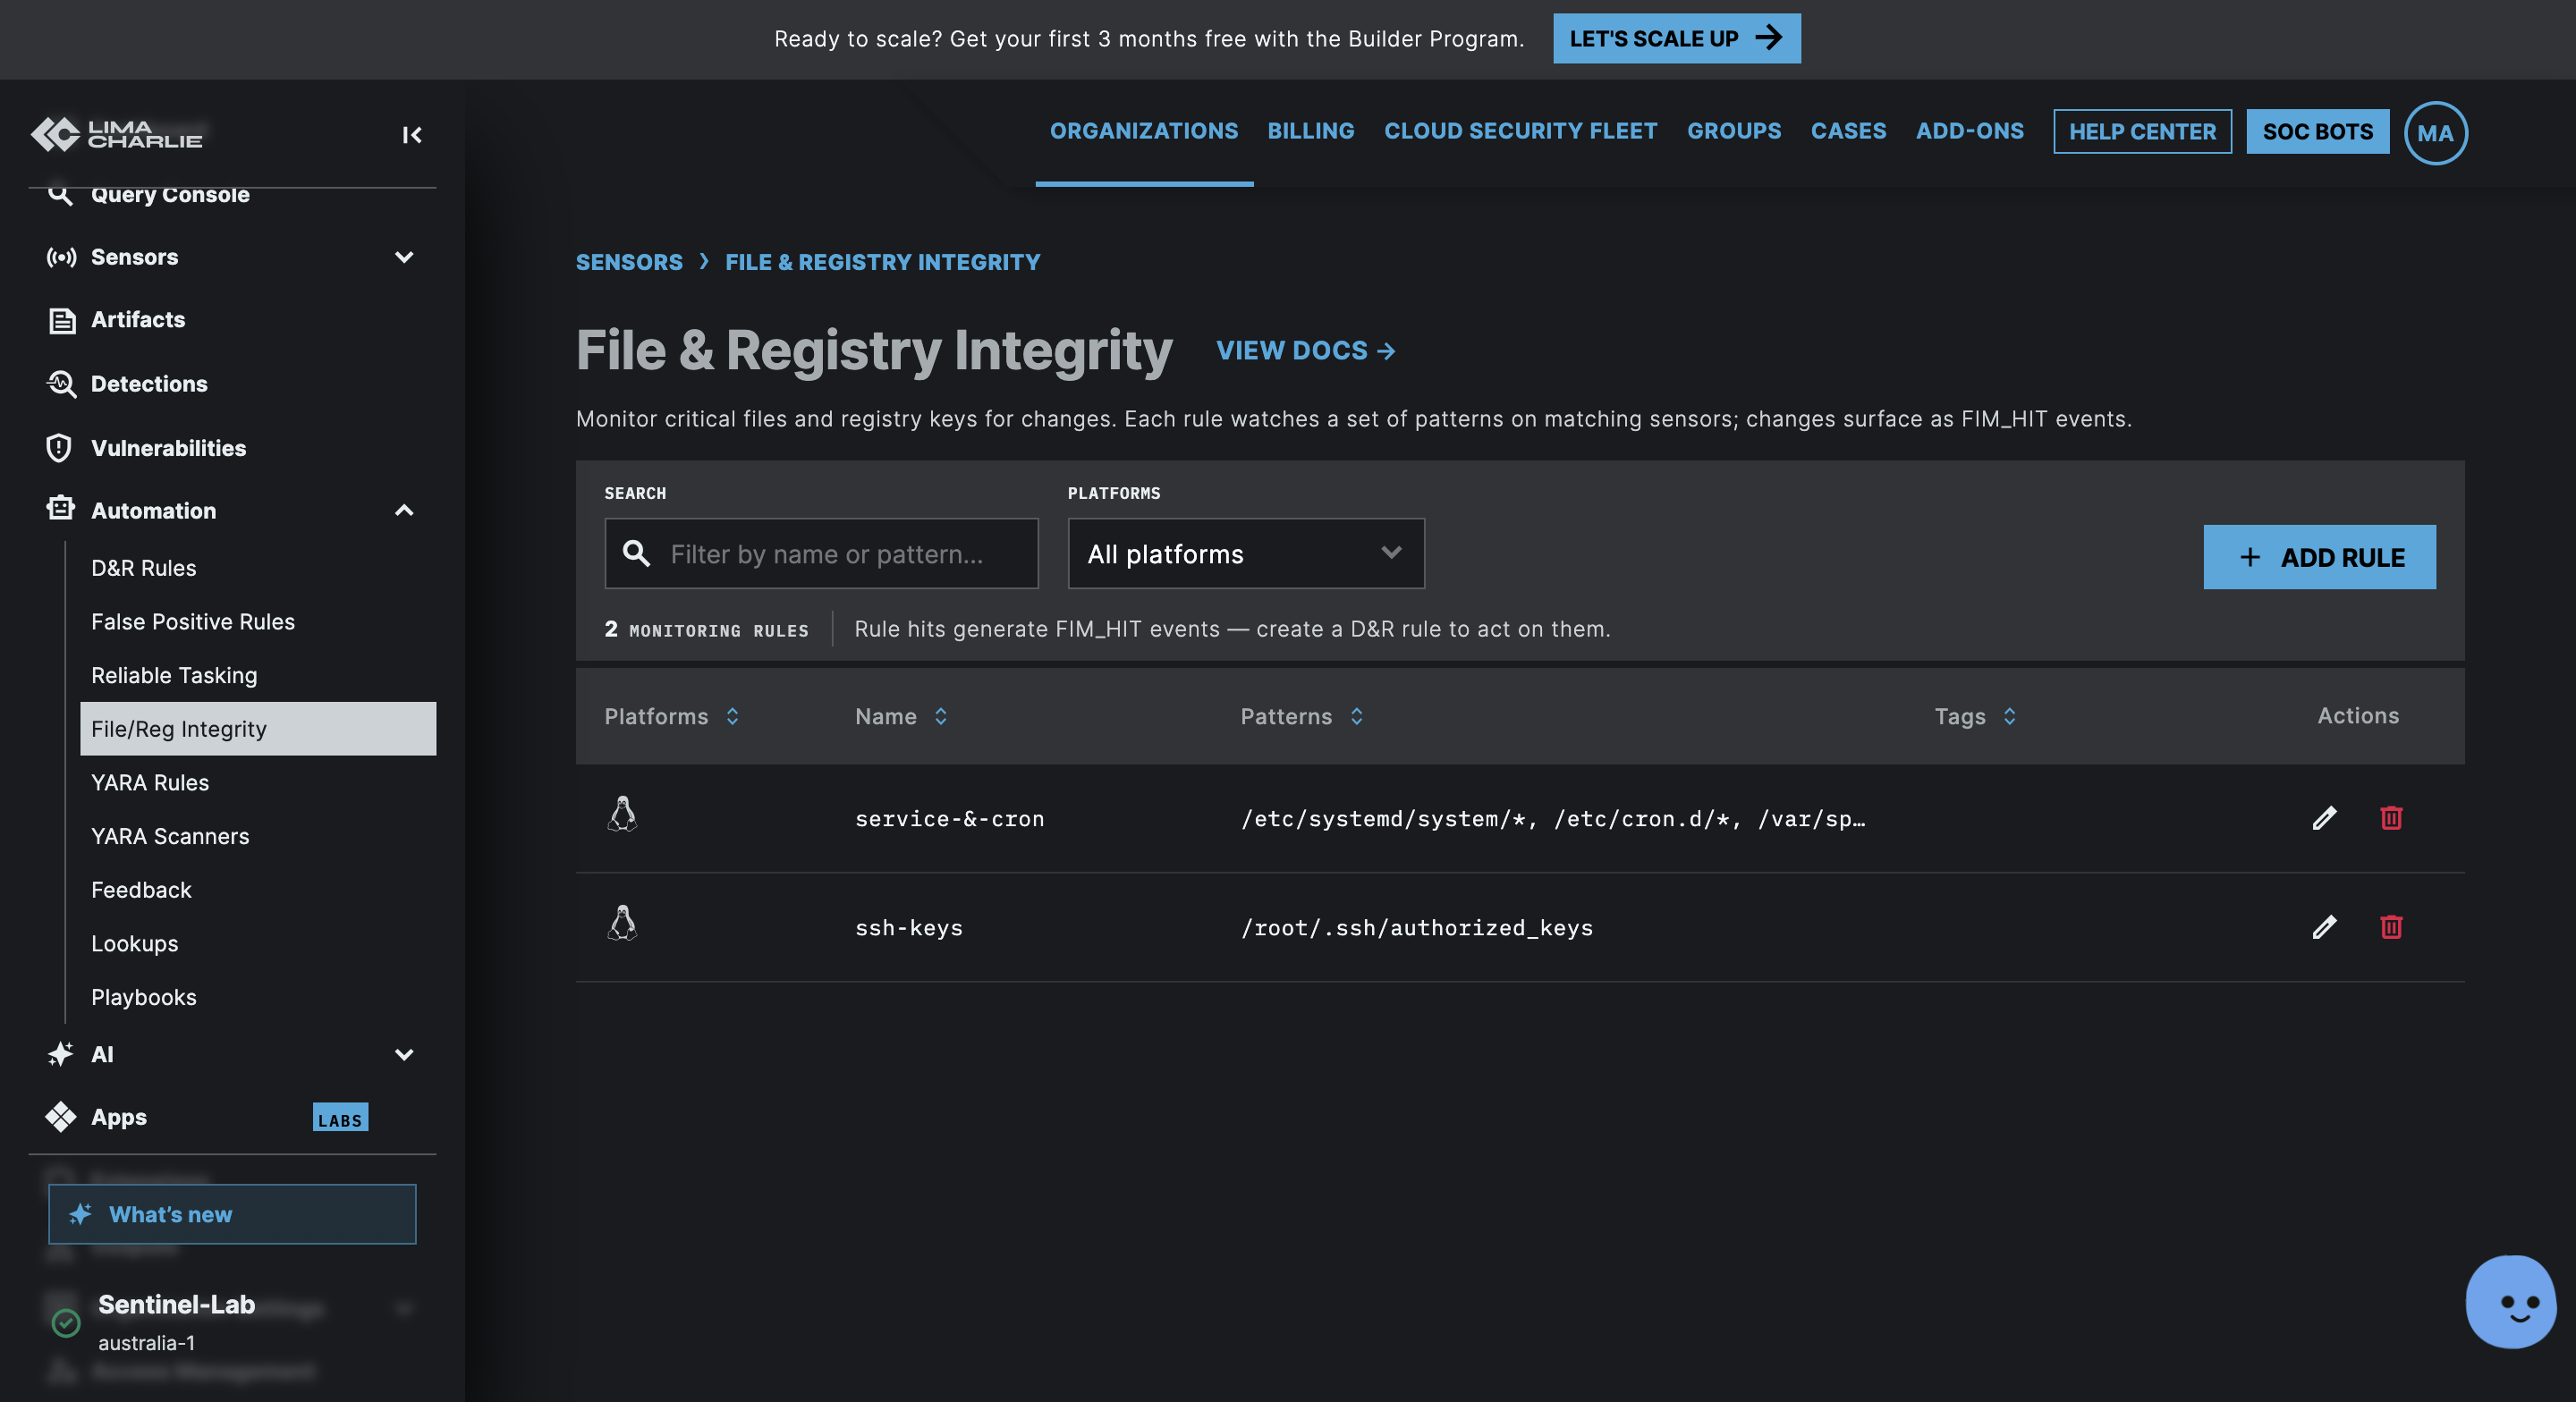 Ready to scale? Get your first 3 months free with the Builder Program.
LET'S SCALE UP
LIMA
CHARLIE
ORGANIZATIONS
BILLING
CLOUD SECURITY FLEET
GROUPS
CASES
ADD-ONS
HELP CENTER
SOC BOTS
MA
Query Console
Sensors
Artifacts
Detections
Vulnerabilities
Automation
D&R Rules
False Positive Rules
Reliable Tasking
File/Reg Integrity
YARA Rules
YARA Scanners
Feedback
Lookups
Playbooks
AI
Apps
LABS
What's new
Sentinel-Lab
australia-1
Access Management
SENSORS > FILE & REGISTRY INTEGRITY
File & Registry Integrity
VIEW DOCS →
Monitor critical files and registry keys for changes. Each rule watches a set of patterns on matching sensors; changes surface as FIM_HIT events.
SEARCH
Filter by name or pattern...
PLATFORMS
All platforms
+ ADD RULE
2 MONITORING RULES
Rule hits generate FIM_HIT events — create a D&R rule to act on them.
Platforms
Name
Patterns
Tags
Actions
service-&-cron
/etc/systemd/system/*, /etc/cron.d/*, /var/sp…
ssh-keys
/root/.ssh/authorized_keys